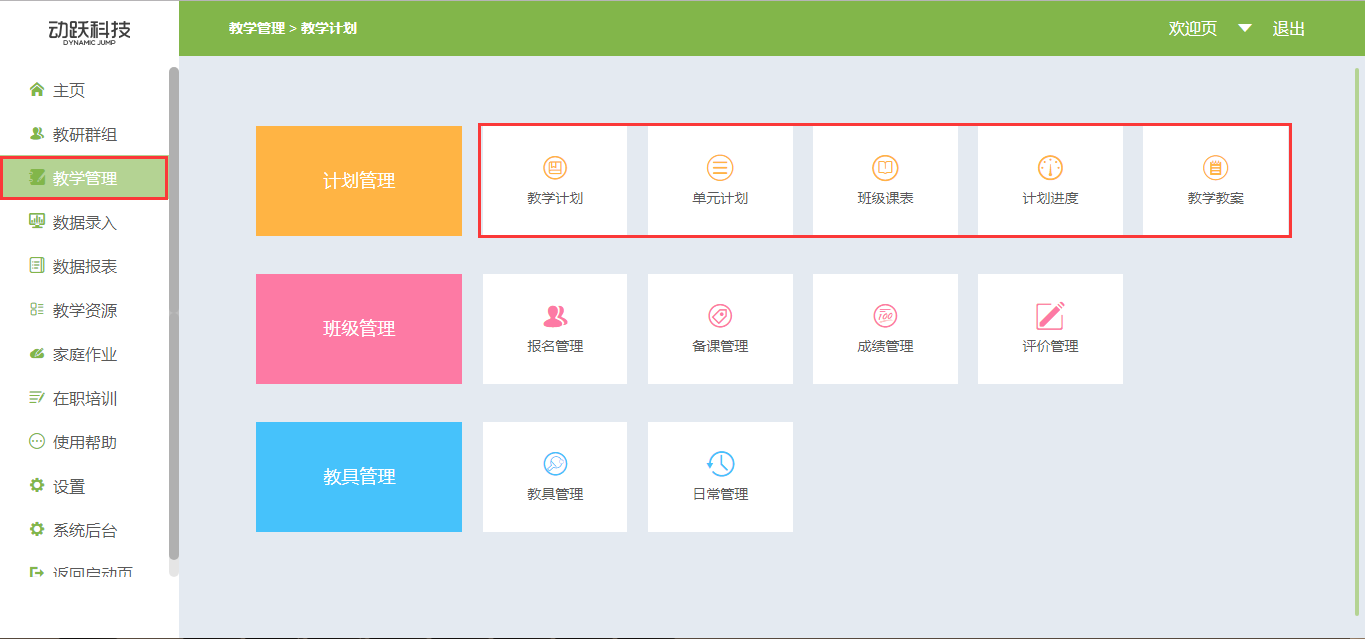 动跃科技
DYNAMIC JUMP
教学管理 > 教学计划
欢迎页
退出
主页
教研群组
教学管理
数据录入
数据报表
教学资源
家庭作业
在职培训
使用帮助
设置
系统后台
返回启动页
计划管理
教学计划
单元计划
班级课表
计划进度
教学教案
班级管理
报名管理
备课管理
100
成绩管理
评价管理
教具管理
教具管理
日常管理